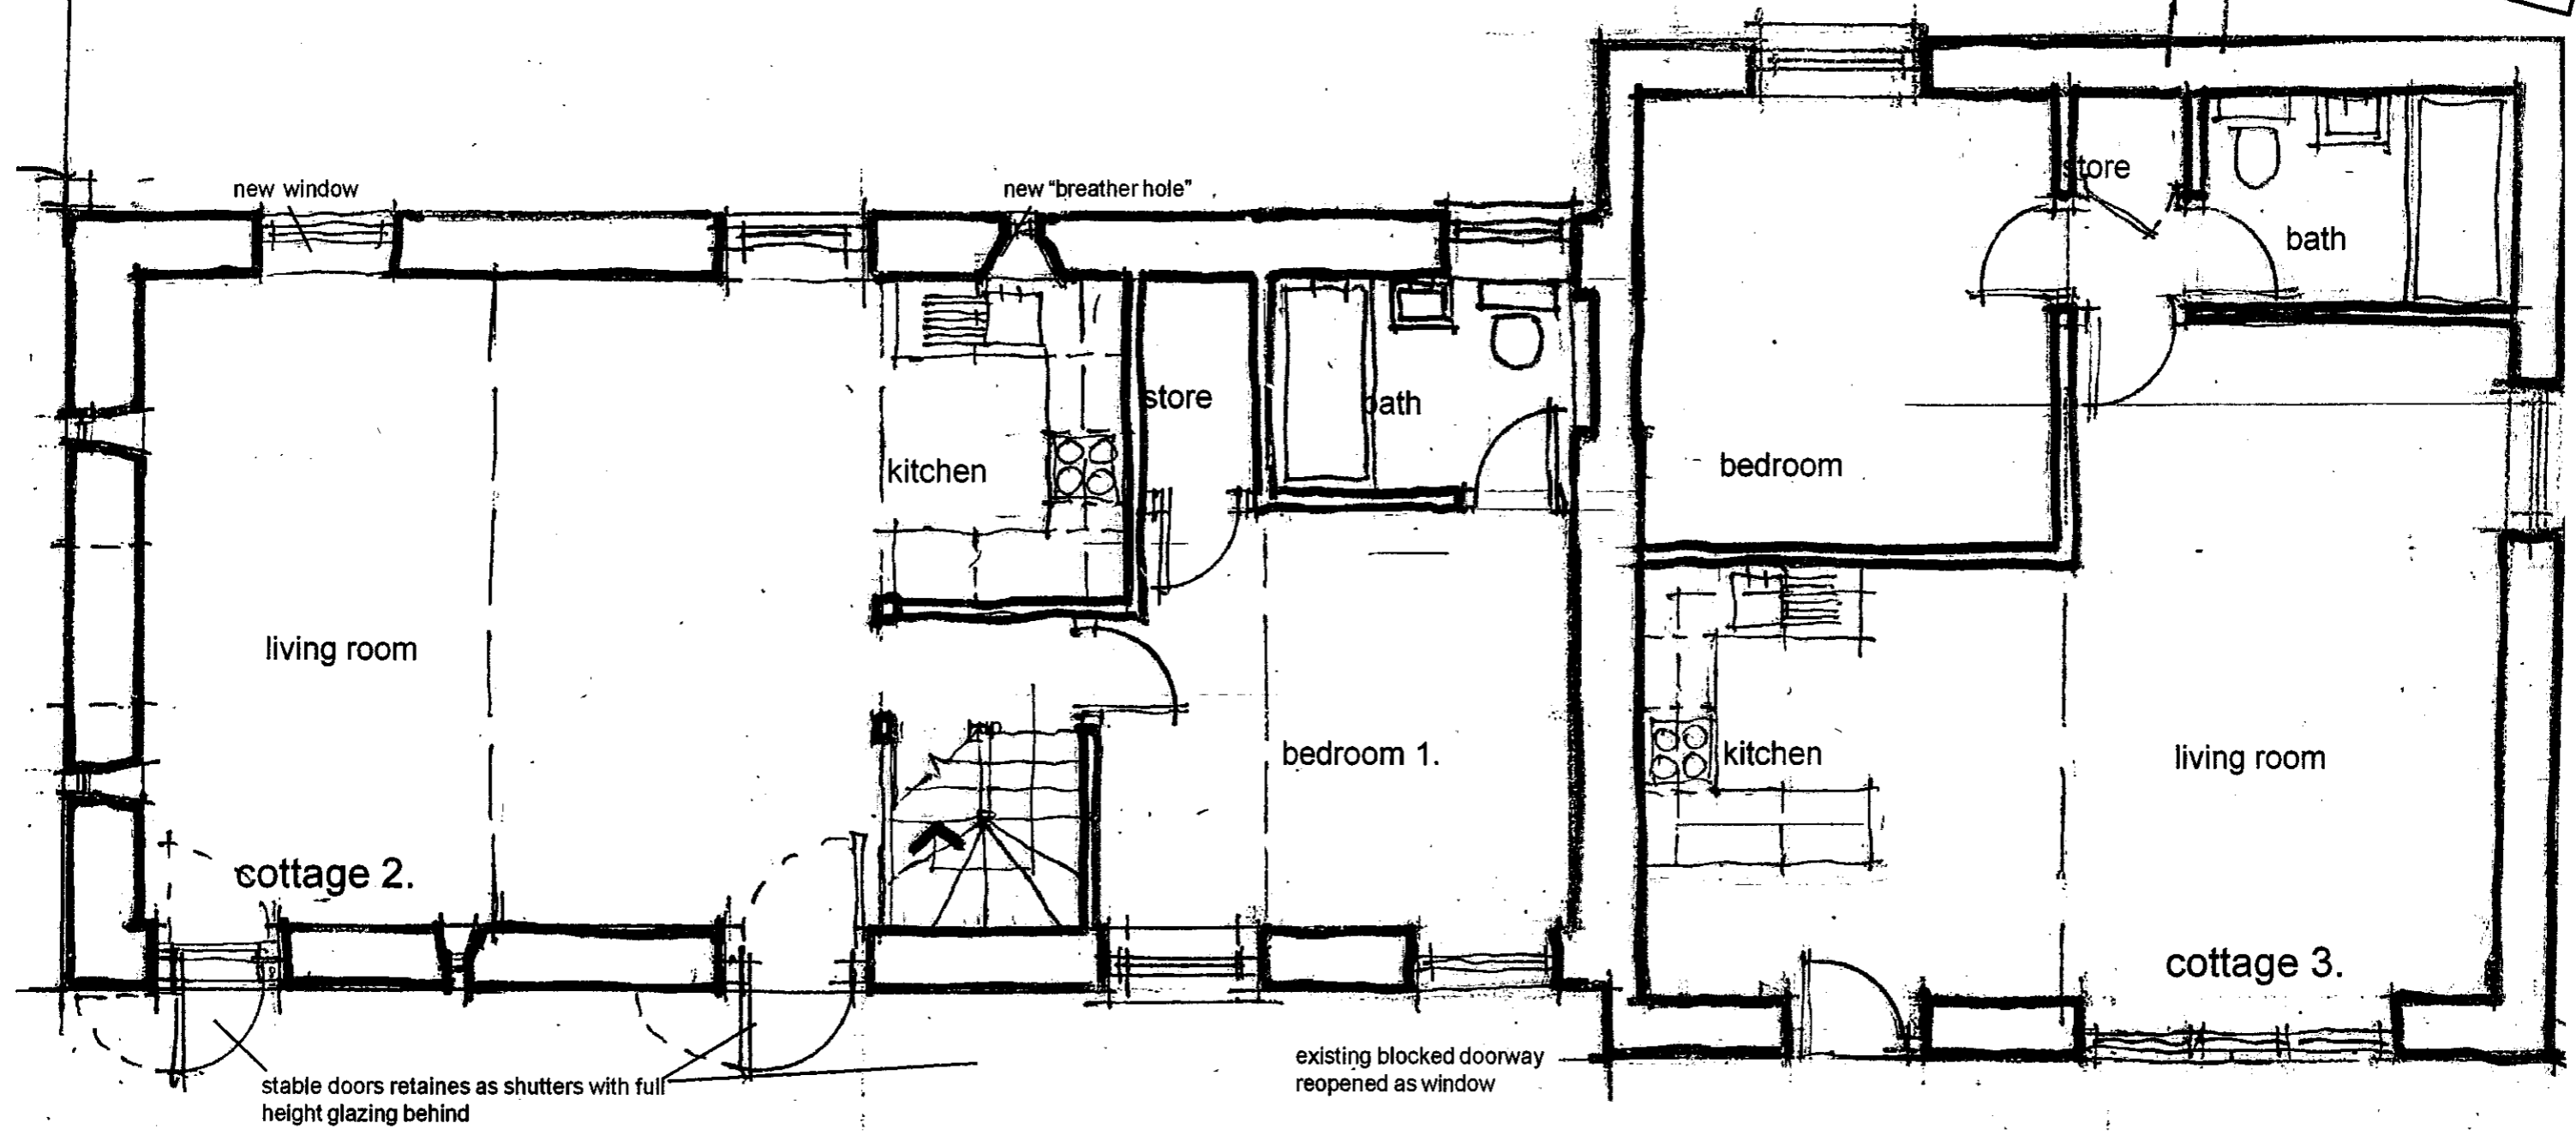 new window
new "breather hole"
store
bath
store
bath
kitchen
bedroom
living room
bedroom 1.
kitchen
living room
up
cottage 2.
cottage 3.
stable doors retaines as shutters with full
height glazing behind
existing blocked doorway
reopened as window